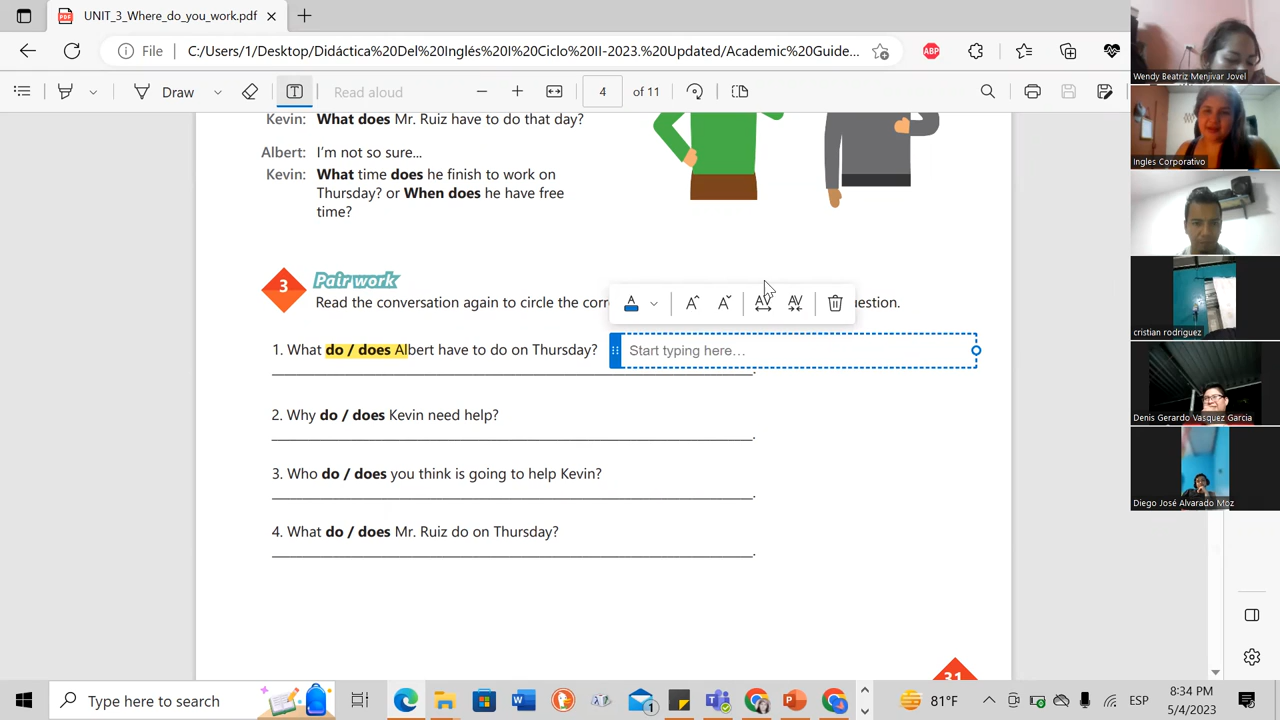 UNIT_3_Where_do_you_work.pdf
File
C:/Users/1/Desktop/Didáctica%20Del%20Inglés%20I%20Ciclo%20II-2023.%20Updated/Academic%20Guide...
ABP
Draw
Read aloud
4
of 11
Kevin: What does Mr. Ruiz have to do that day?
Albert: I'm not so sure...
Kevin: What time does he finish to work on
Thursday? or When does he have free
time?
3
Pair work
Read the conversation again to circle the corr
estion.
1. What do / does Albert have to do on Thursday?
Start typing here...
2. Why do / does Kevin need help?
3. Who do / does you think is going to help Kevin?
4. What do / does Mr. Ruiz do on Thursday?
31
Wendy Beatriz Menjivar Jovel
Ingles Corporativo
cristian rodriguez
Denis Gerardo Vasquez Garcia
Diego José Alvarado Moz
Type here to search
81°F
ESP
8:34 PM
5/4/2023